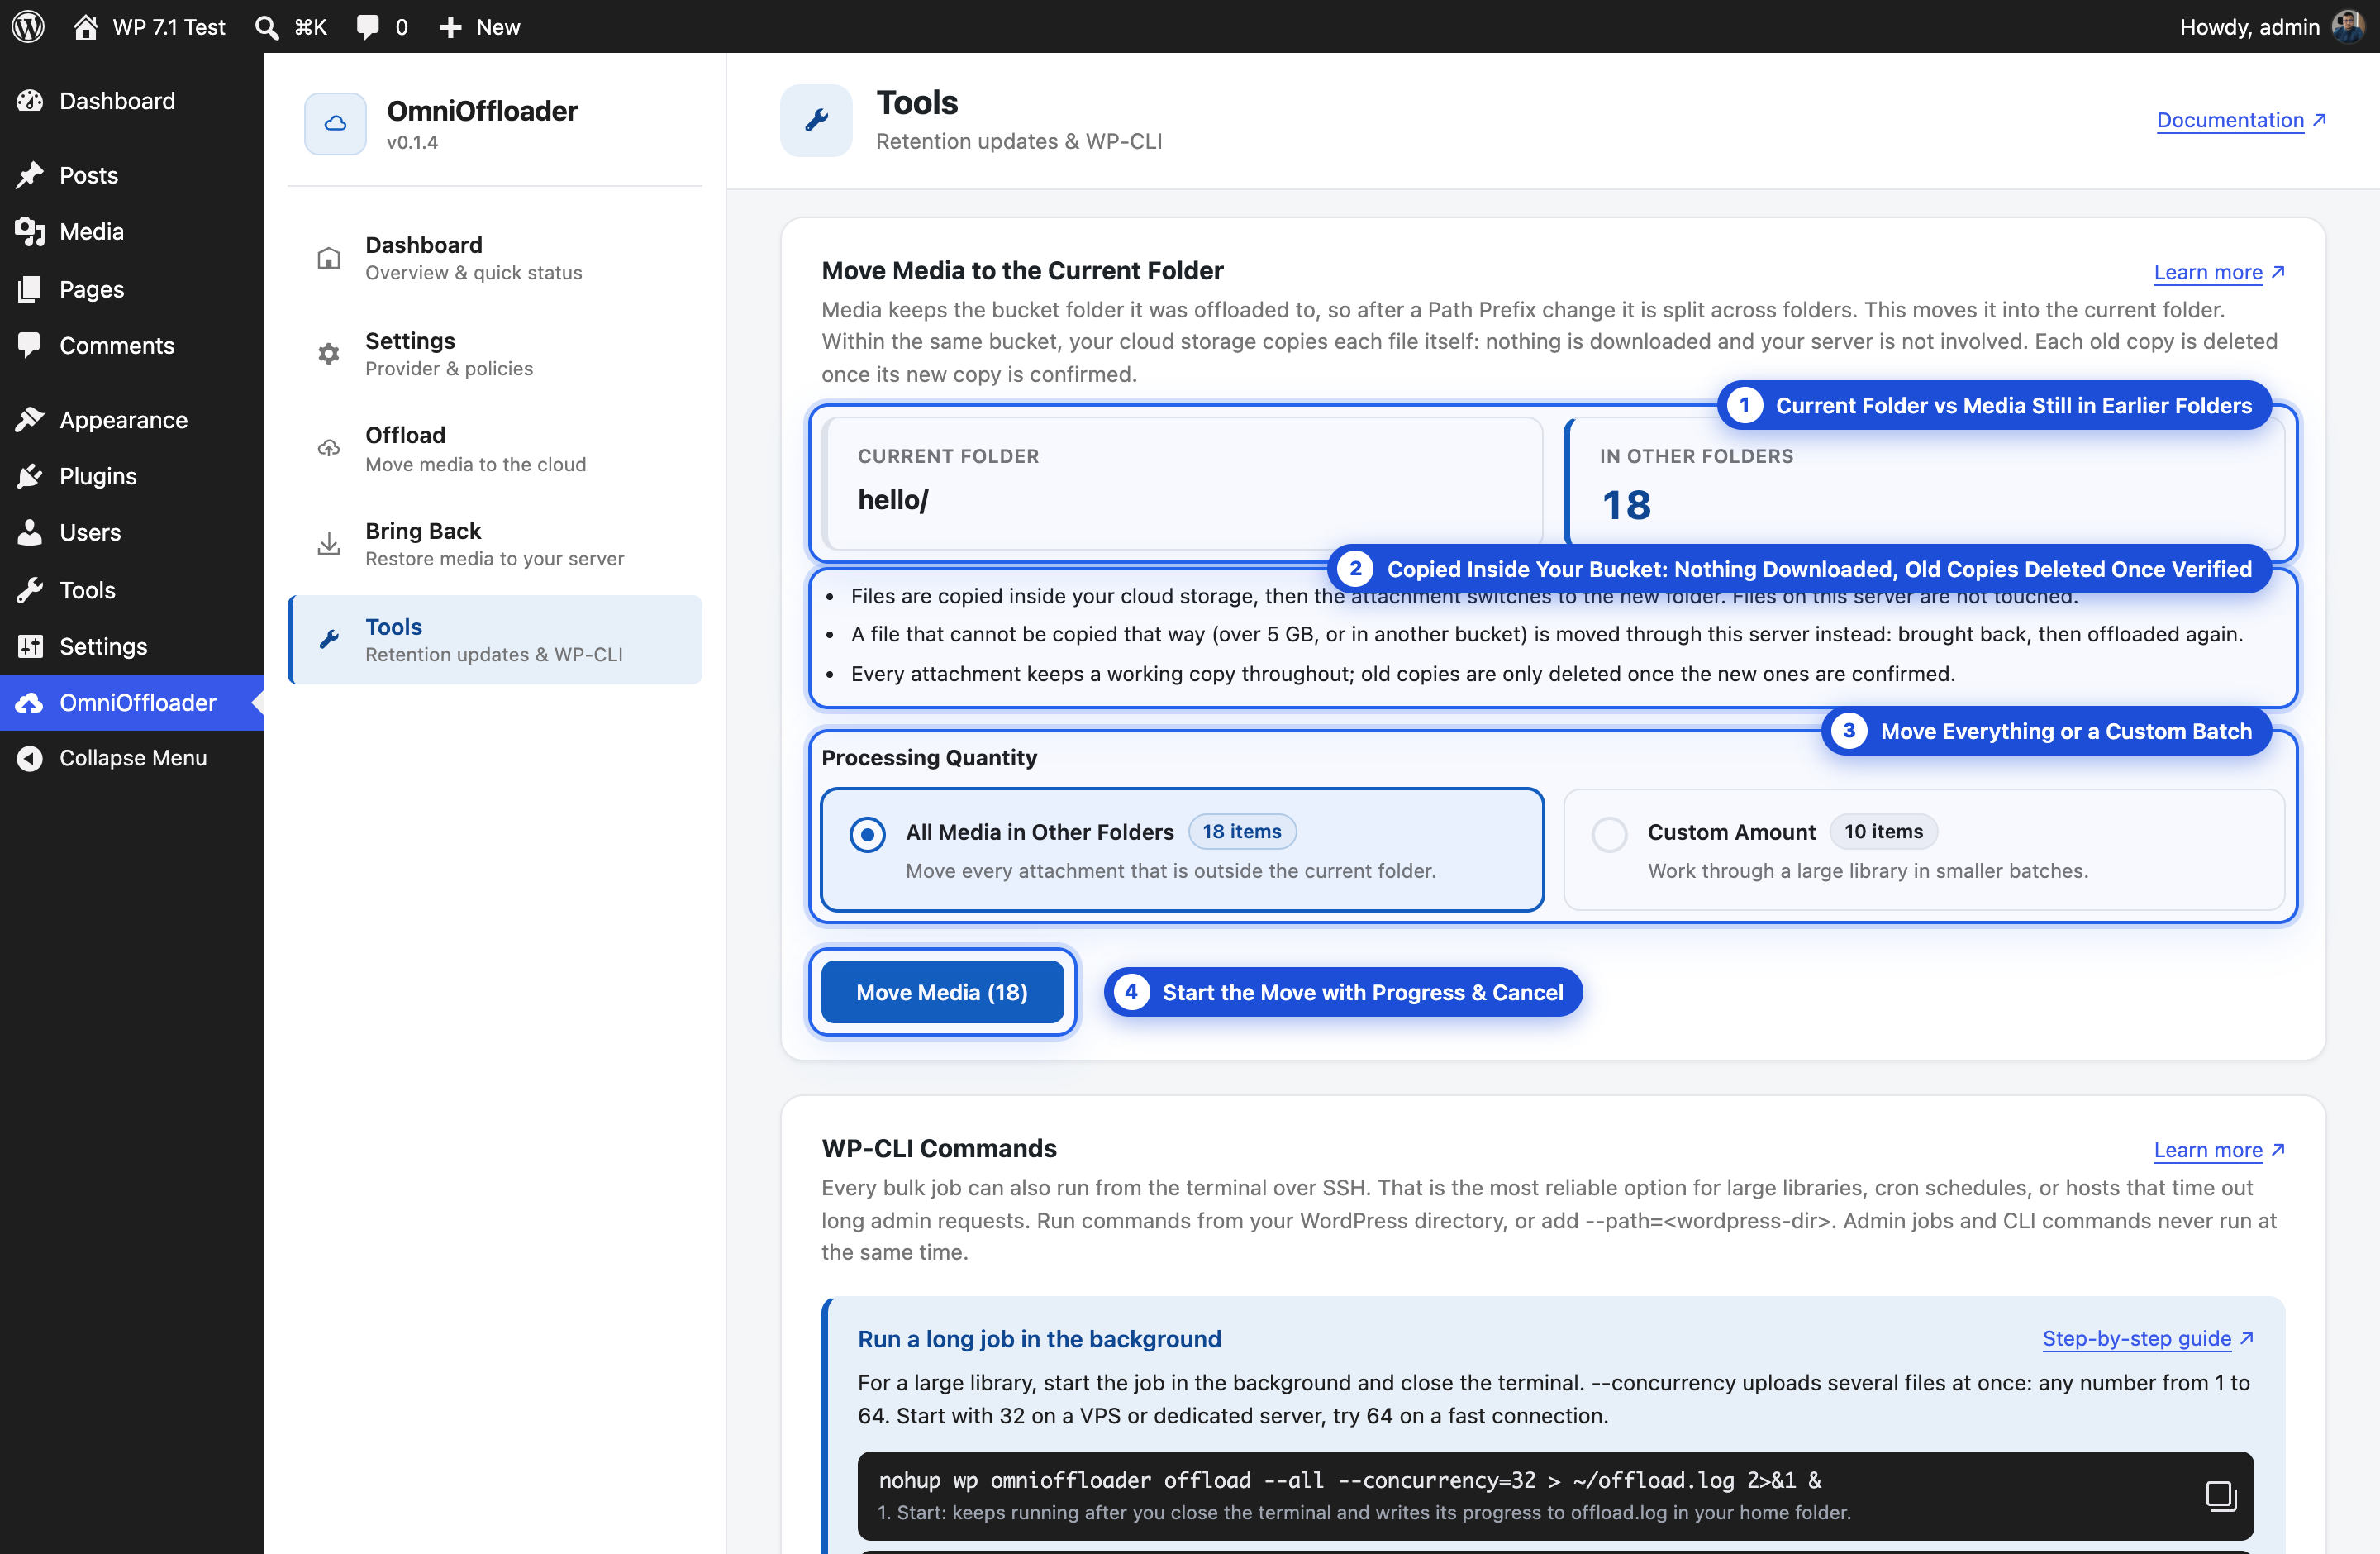 WP 7.1 Test
⌘K
0
New
Howdy, admin
Dashboard
Posts
Media
Pages
Comments
Appearance
Plugins
Users
Tools
Settings
OmniOffloader
Collapse Menu
OmniOffloader
v0.1.4
Dashboard
Overview & quick status
Settings
Provider & policies
Offload
Move media to the cloud
Bring Back
Restore media to your server
Tools
Retention updates & WP-CLI
Tools
Retention updates & WP-CLI
Documentation ↗
Move Media to the Current Folder
Learn more ↗
Media keeps the bucket folder it was offloaded to, so after a Path Prefix change it is split across folders. This moves it into the current folder.
Within the same bucket, your cloud storage copies each file itself: nothing is downloaded and your server is not involved. Each old copy is deleted
once its new copy is confirmed.
1 Current Folder vs Media Still in Earlier Folders
CURRENT FOLDER
hello/
IN OTHER FOLDERS
18
2 Copied Inside Your Bucket: Nothing Downloaded, Old Copies Deleted Once Verified
• Files are copied inside your cloud storage, then the attachment switches to the new folder. Files on this server are not touched.
• A file that cannot be copied that way (over 5 GB, or in another bucket) is moved through this server instead: brought back, then offloaded again.
• Every attachment keeps a working copy throughout; old copies are only deleted once the new ones are confirmed.
3 Move Everything or a Custom Batch
Processing Quantity
All Media in Other Folders 18 items
Move every attachment that is outside the current folder.
Custom Amount 10 items
Work through a large library in smaller batches.
Move Media (18)
4 Start the Move with Progress & Cancel
WP-CLI Commands
Learn more ↗
Every bulk job can also run from the terminal over SSH. That is the most reliable option for large libraries, cron schedules, or hosts that time out
long admin requests. Run commands from your WordPress directory, or add --path=<wordpress-dir>. Admin jobs and CLI commands never run at
the same time.
Run a long job in the background
Step-by-step guide ↗
For a large library, start the job in the background and close the terminal. --concurrency uploads several files at once: any number from 1 to
64. Start with 32 on a VPS or dedicated server, try 64 on a fast connection.
nohup wp omnioffloader offload --all --concurrency=32 > ~/offload.log 2>&1 &
1. Start: keeps running after you close the terminal and writes its progress to offload.log in your home folder.